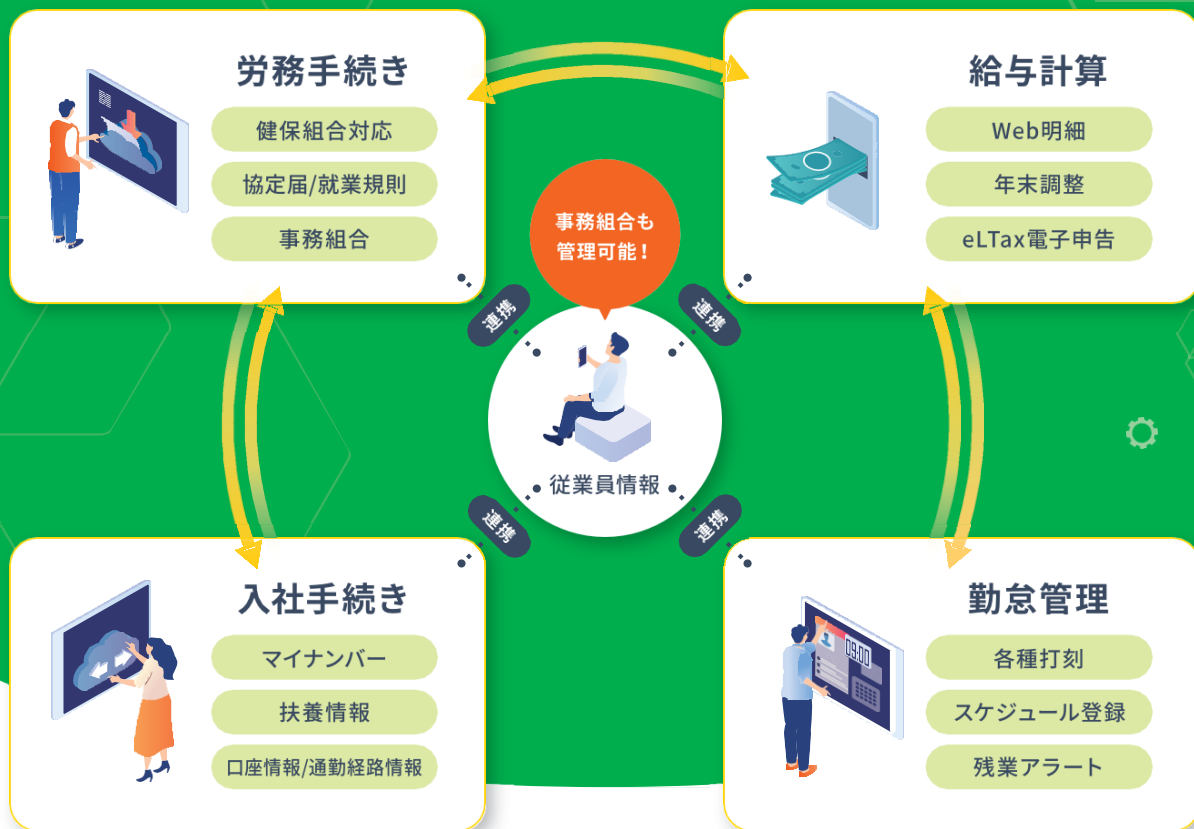 労務手続き
健保組合対応
協定届/就業規則
事務組合
給与計算
Web明細
年末調整
eLTax電子申告
事務組合も
管理可能！
連携
連携
従業員情報
連携
連携
入社手続き
マイナンバー
扶養情報
口座情報/通勤経路情報
勤怠管理
09:00
各種打刻
スケジュール登録
残業アラート